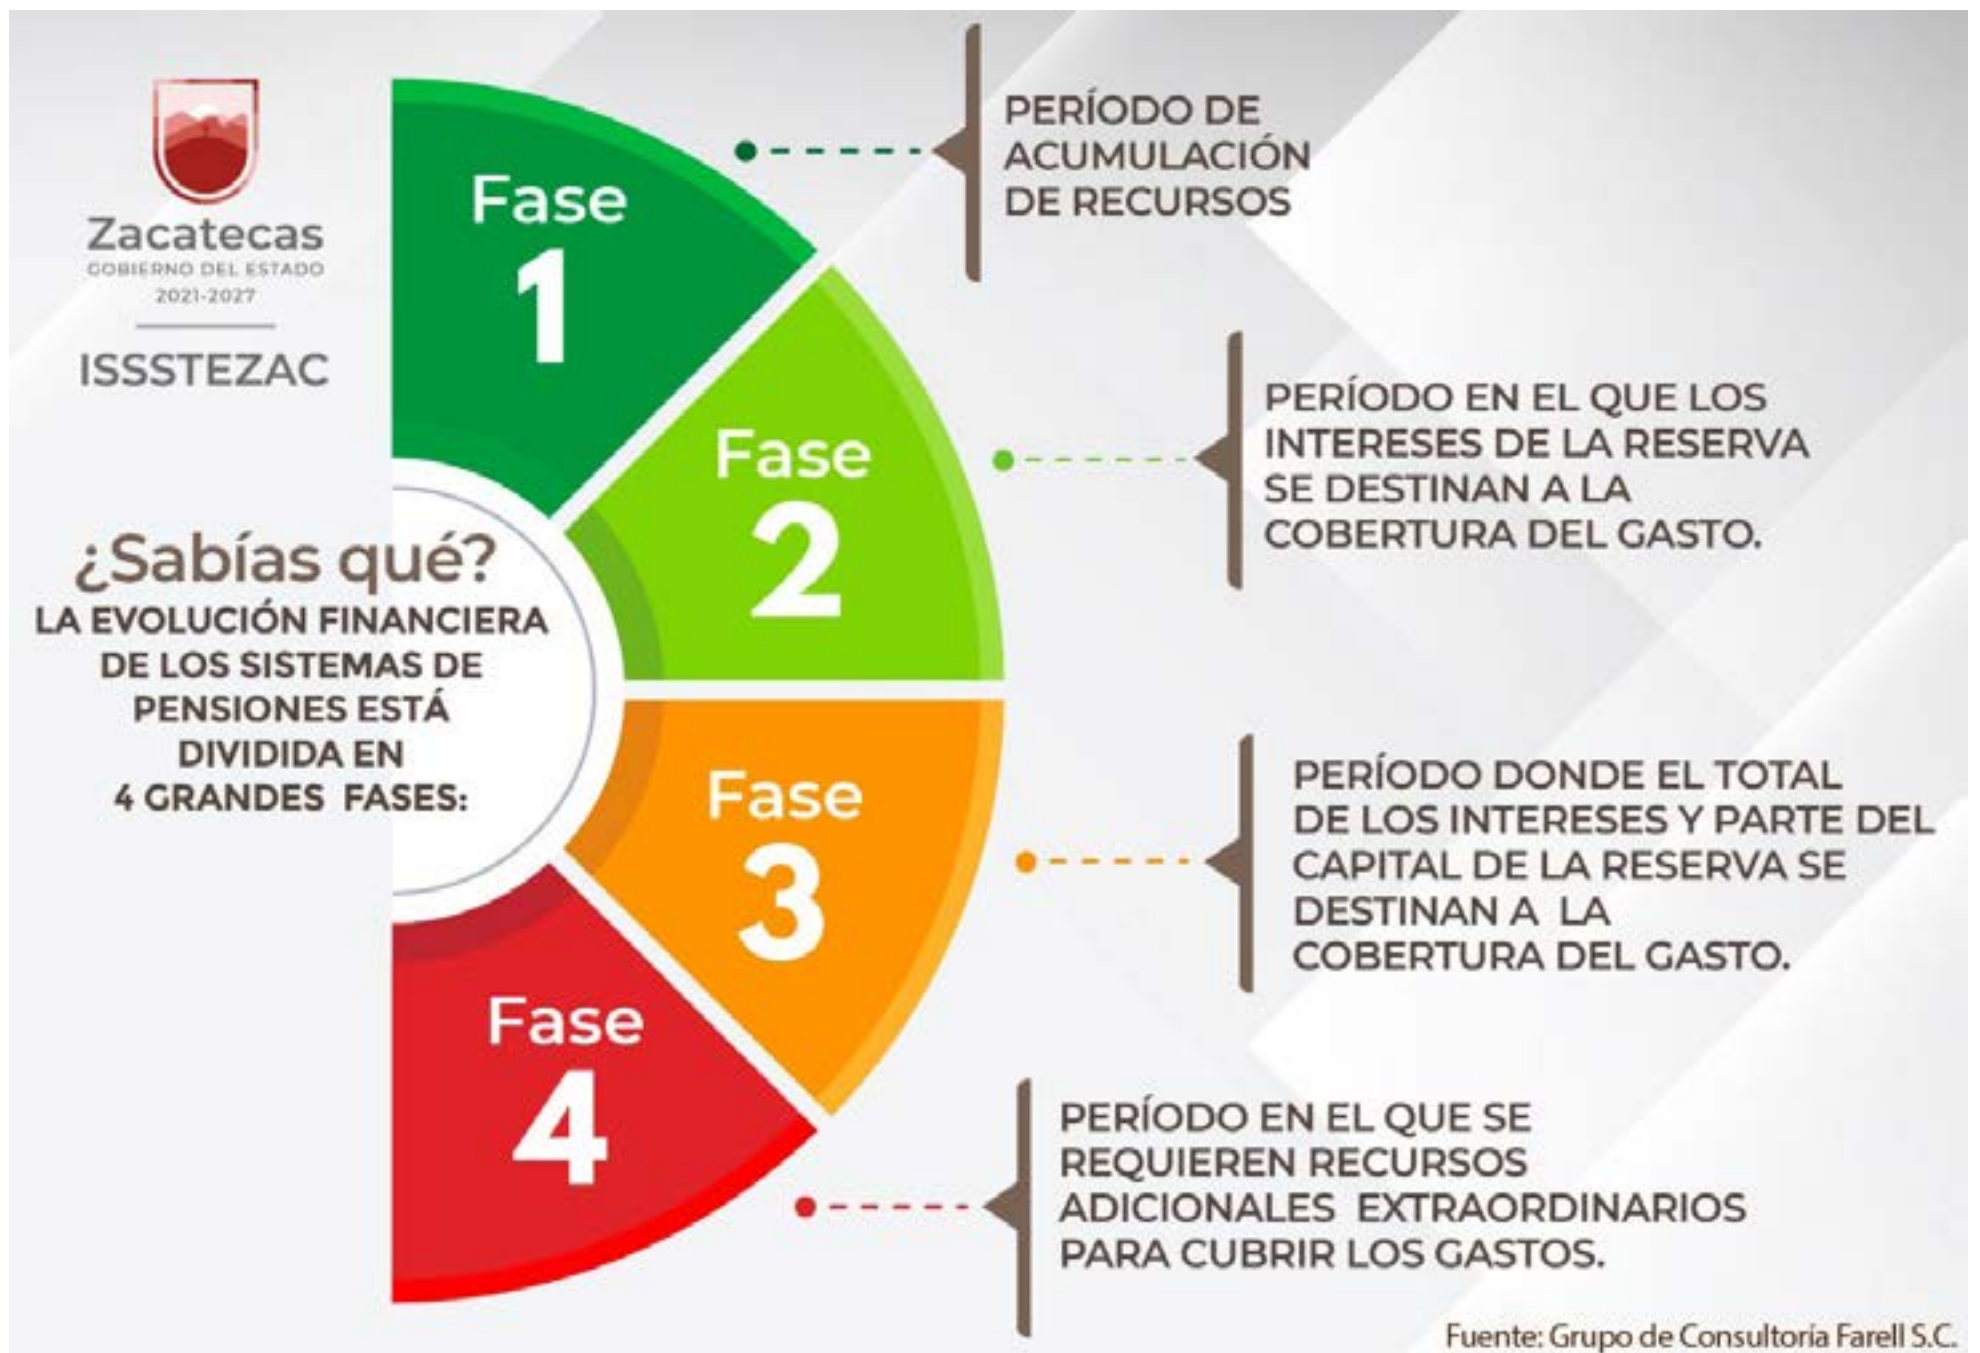 Zacatecas
GOBIERNO DEL ESTADO
2021-2027
ISSSTEZAC
¿Sabías qué?
LA EVOLUCIÓN FINANCIERA
DE LOS SISTEMAS DE
PENSIONES ESTÁ
DIVIDIDA EN
4 GRANDES FASES:
Fase
1
PERÍODO DE
ACUMULACIÓN
DE RECURSOS
Fase
2
PERÍODO EN EL QUE LOS
INTERESES DE LA RESERVA
SE DESTINAN A LA
COBERTURA DEL GASTO.
Fase
3
PERÍODO DONDE EL TOTAL
DE LOS INTERESES Y PARTE DEL
CAPITAL DE LA RESERVA SE
DESTINAN A LA
COBERTURA DEL GASTO.
Fase
4
PERÍODO EN EL QUE SE
REQUIEREN RECURSOS
ADICIONALES EXTRAORDINARIOS
PARA CUBRIR LOS GASTOS.
Fuente: Grupo de Consultoría Farell S.C.